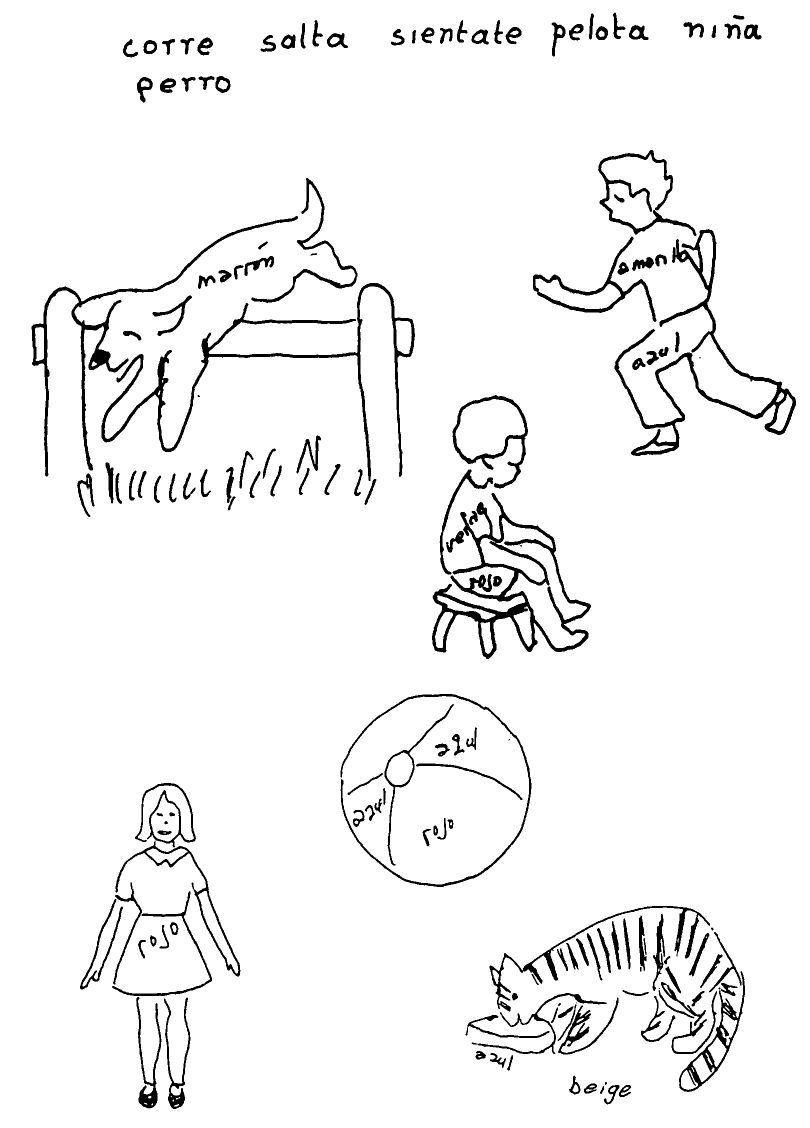 corre salta sientate pelota niña
perro
marrón
amarillo
azul
verde
rojo
azul
azul
rojo
rojo
azul
beige